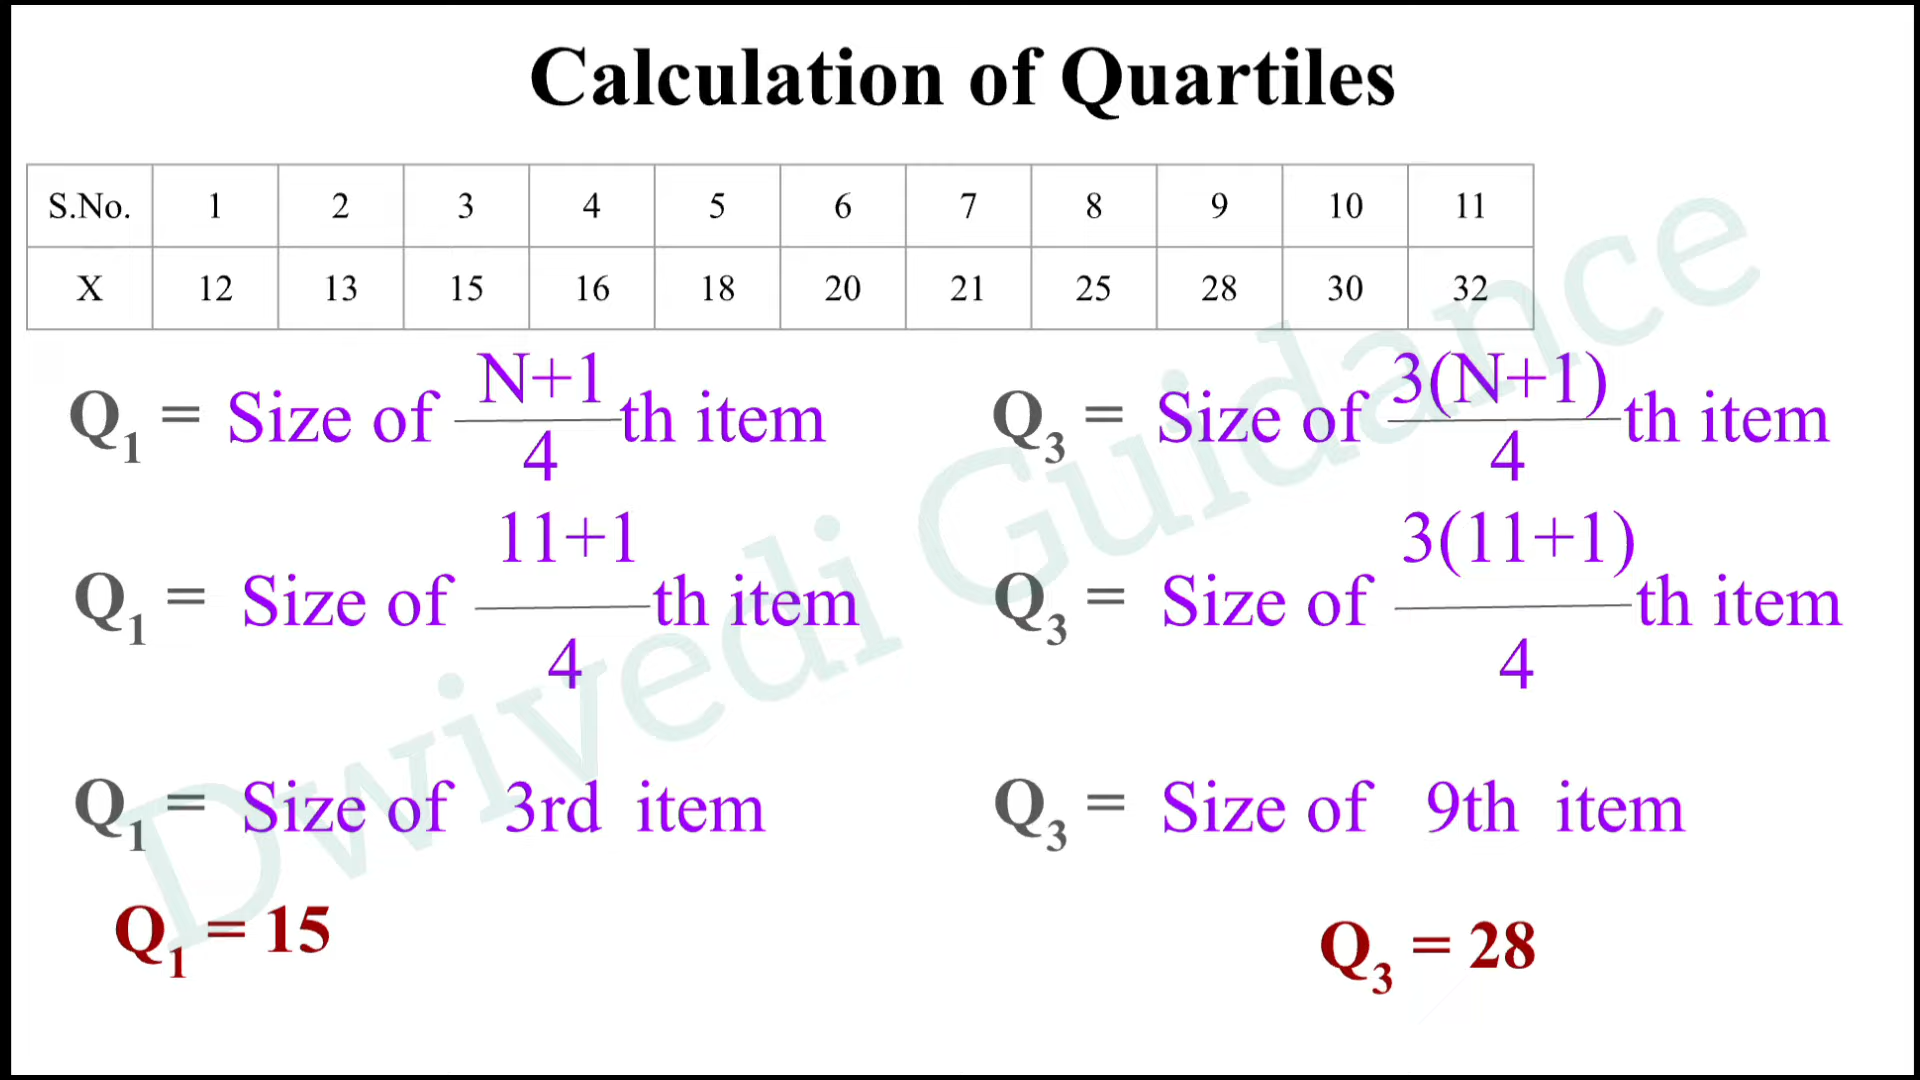 Calculation of Quartiles
S.No. 1 2 3 4 5 6 7 8 9 10 11
X 12 13 15 16 18 20 21 25 28 30 32
Q₁ = Size of N+1/4 th item
Q₃ = Size of 3(N+1)/4 th item
Q₁ = Size of 11+1/4 th item
Q₃ = Size of 3(11+1)/4 th item
Q₁ = Size of 3rd item
Q₃ = Size of 9th item
Q₁ = 15
Q₃ = 28
Dwivedi Guidance